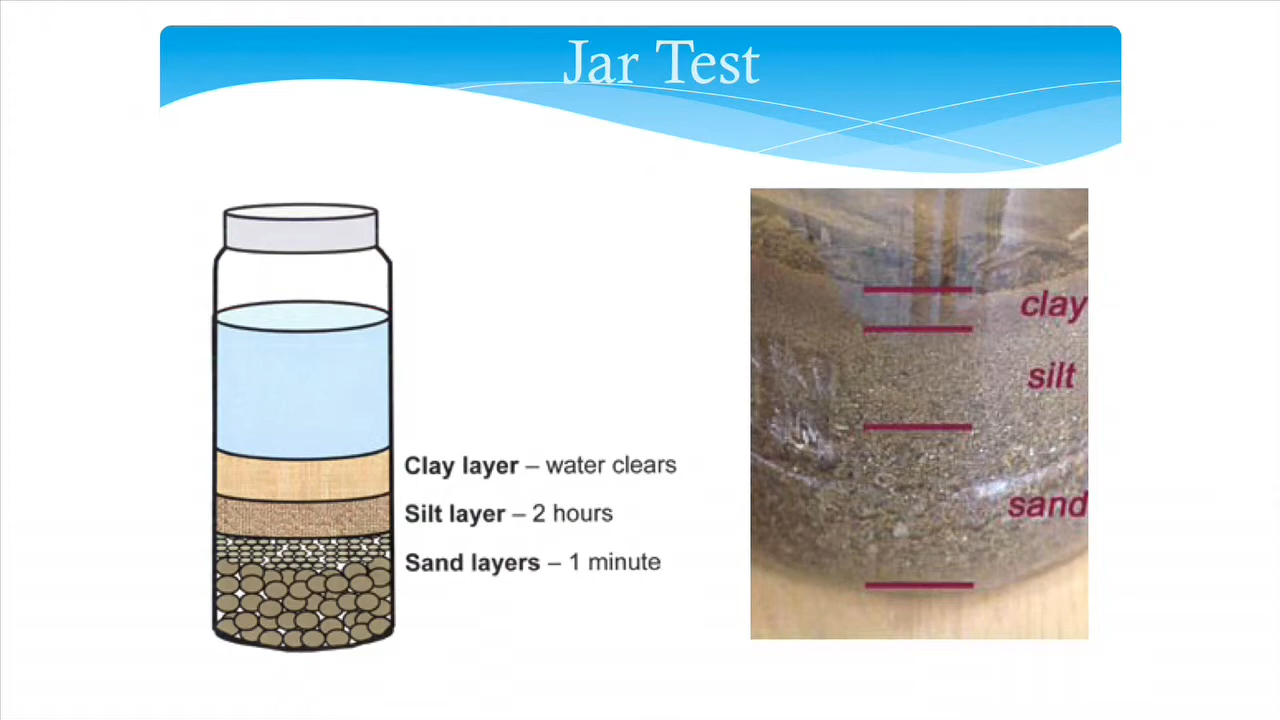 Jar Test
Clay layer – water clears
Silt layer – 2 hours
Sand layers – 1 minute
clay
silt
sand